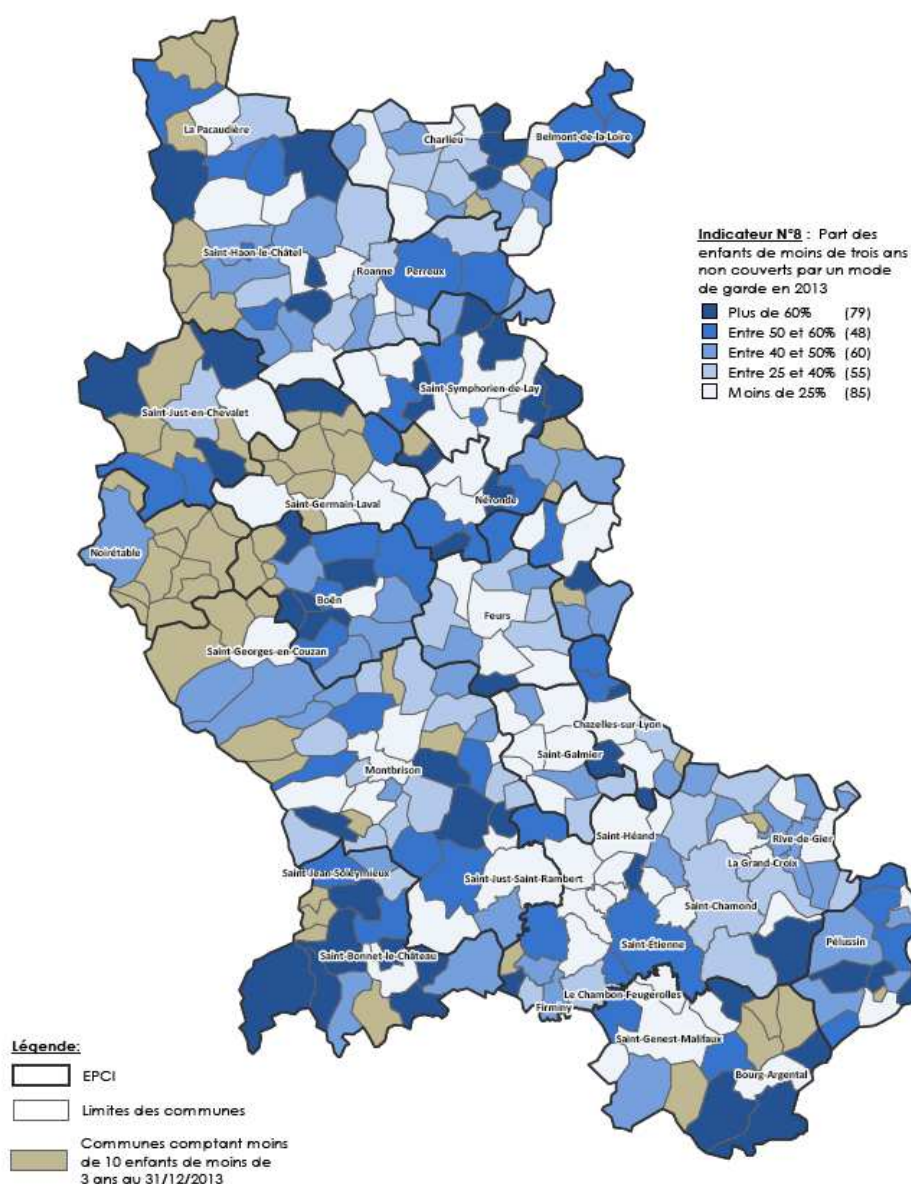 La Pacaudière
Charlieu
Belmont-de-la-Loire
Saint-Haon-le-Châtel
Roanne
Perreux
Indicateur N°8 : Part des
enfants de moins de trois ans
non couverts par un mode
de garde en 2013
Plus de 60% (79)
Entre 50 et 60% (48)
Entre 40 et 50% (60)
Entre 25 et 40% (55)
Moins de 25% (85)
Saint-Symphorien-de-Lay
Saint-Just-en-Chevalet
Saint-Germain-Laval
Néronde
Noirétable
Boën
Feurs
Saint-Georges-en-Couzan
Chazelles-sur-Lyon
Saint-Galmier
Montbrison
Saint-Héand
Rive-de-Gier
La Grand-Croix
Saint-Jean-Soleymieux
Saint-Just-Saint-Rambert
Saint-Chamond
Saint-Étienne
Pélussin
Saint-Bonnet-le-Château
Le Chambon-Feugerolles
Firminy
Saint-Genest-Malifaux
Bourg-Argental
Légende:
EPCI
Limites des communes
Communes comptant moins
de 10 enfants de moins de
3 ans au 31/12/2013